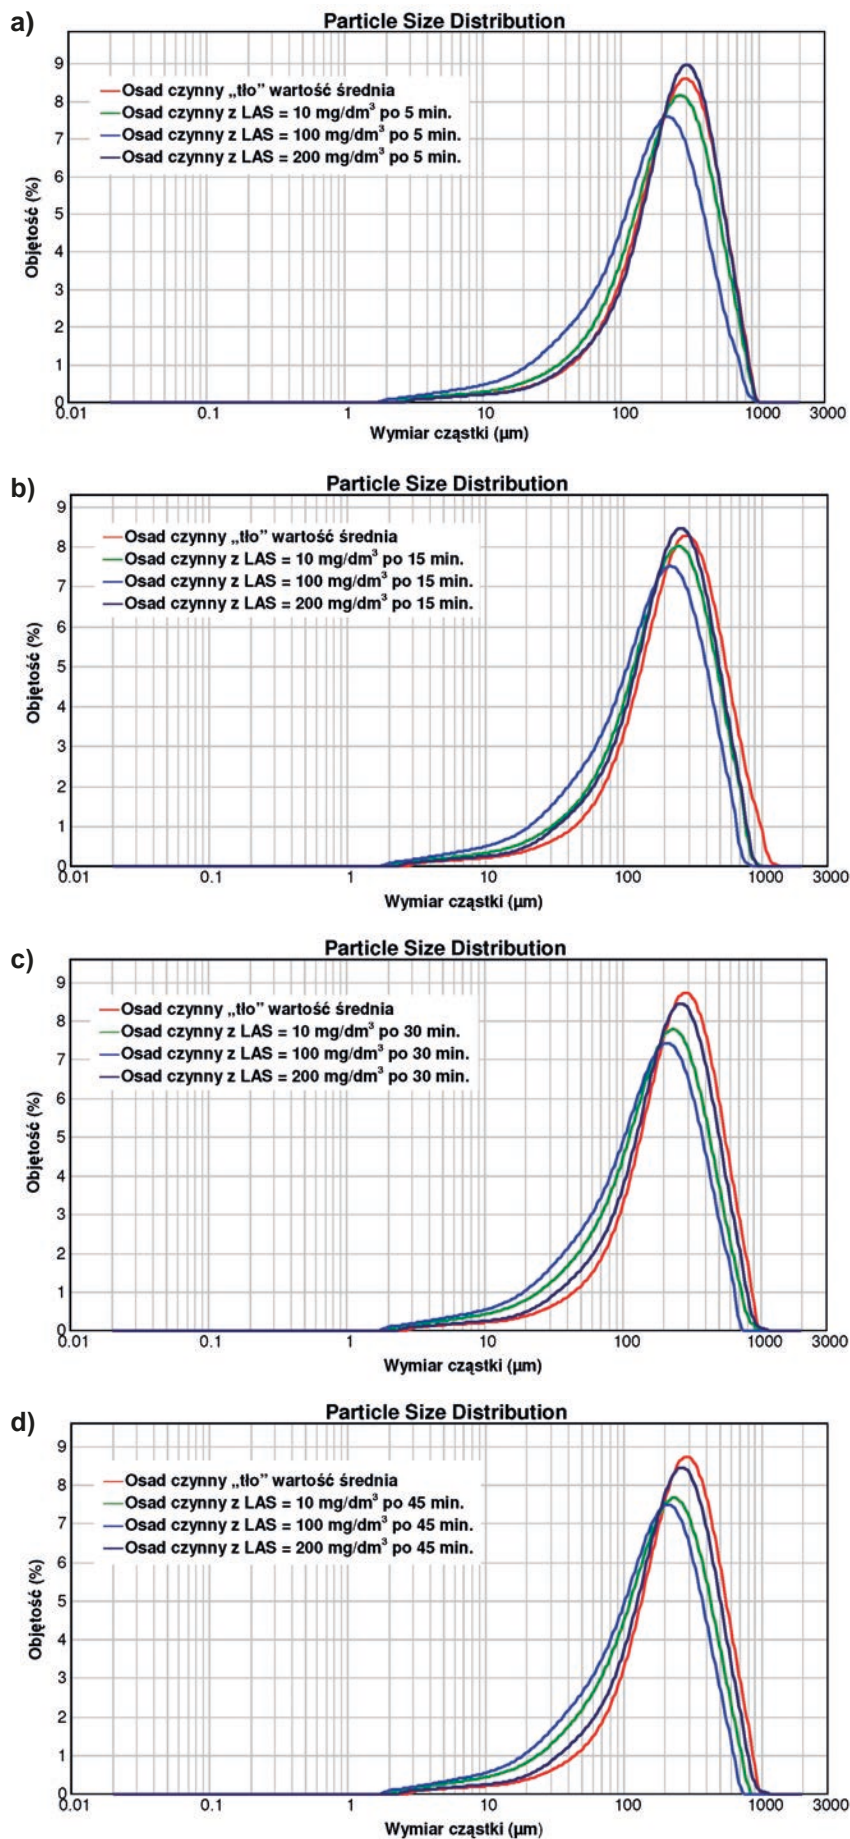 a)
Particle Size Distribution
Objętość (%)
9
8
7
6
5
4
3
2
1
0
Osad czynny „tło” wartość średnia
Osad czynny z LAS = 10 mg/dm³ po 5 min.
Osad czynny z LAS = 100 mg/dm³ po 5 min.
Osad czynny z LAS = 200 mg/dm³ po 5 min.
0.01 0.1 1 10 100 1000 3000
Wymiar cząstki (µm)
b)
Particle Size Distribution
Objętość (%)
9
8
7
6
5
4
3
2
1
0
Osad czynny „tło” wartość średnia
Osad czynny z LAS = 10 mg/dm³ po 15 min.
Osad czynny z LAS = 100 mg/dm³ po 15 min.
Osad czynny z LAS = 200 mg/dm³ po 15 min.
0.01 0.1 1 10 100 1000 3000
Wymiar cząstki (µm)
c)
Particle Size Distribution
Objętość (%)
9
8
7
6
5
4
3
2
1
0
Osad czynny „tło” wartość średnia
Osad czynny z LAS = 10 mg/dm³ po 30 min.
Osad czynny z LAS = 100 mg/dm³ po 30 min.
Osad czynny z LAS = 200 mg/dm³ po 30 min.
0.01 0.1 1 10 100 1000 3000
Wymiar cząstki (µm)
d)
Particle Size Distribution
Objętość (%)
9
8
7
6
5
4
3
2
1
0
Osad czynny „tło” wartość średnia
Osad czynny z LAS = 10 mg/dm³ po 45 min.
Osad czynny z LAS = 100 mg/dm³ po 45 min.
Osad czynny z LAS = 200 mg/dm³ po 45 min.
0.01 0.1 1 10 100 1000 3000
Wymiar cząstki (µm)